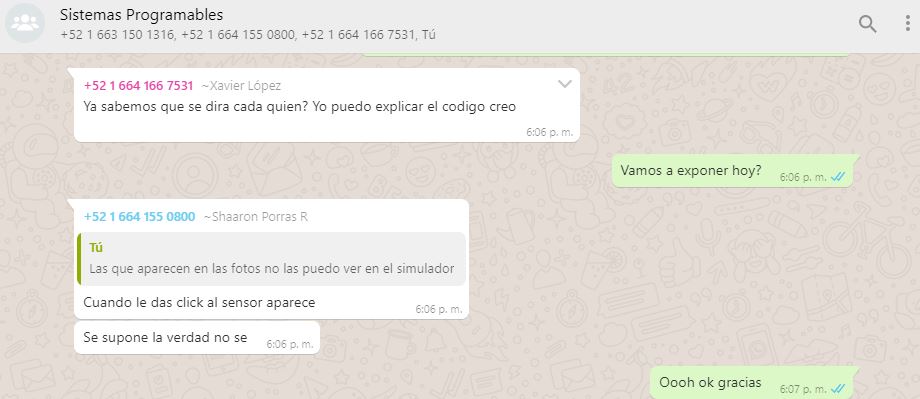 Sistemas Programables
+52 1 663 150 1316, +52 1 664 155 0800, +52 1 664 166 7531, Tú
+52 1 664 166 7531 ~Xavier López
Ya sabemos que se dira cada quien? Yo puedo explicar el codigo creo
6:06 p. m.
Vamos a exponer hoy? 6:06 p. m.
+52 1 664 155 0800 ~Shaaron Porras R
Tú
Las que aparecen en las fotos no las puedo ver en el simulador
Cuando le das click al sensor aparece
6:06 p. m.
Se supone la verdad no se 6:06 p. m.
Oooh ok gracias 6:07 p. m.